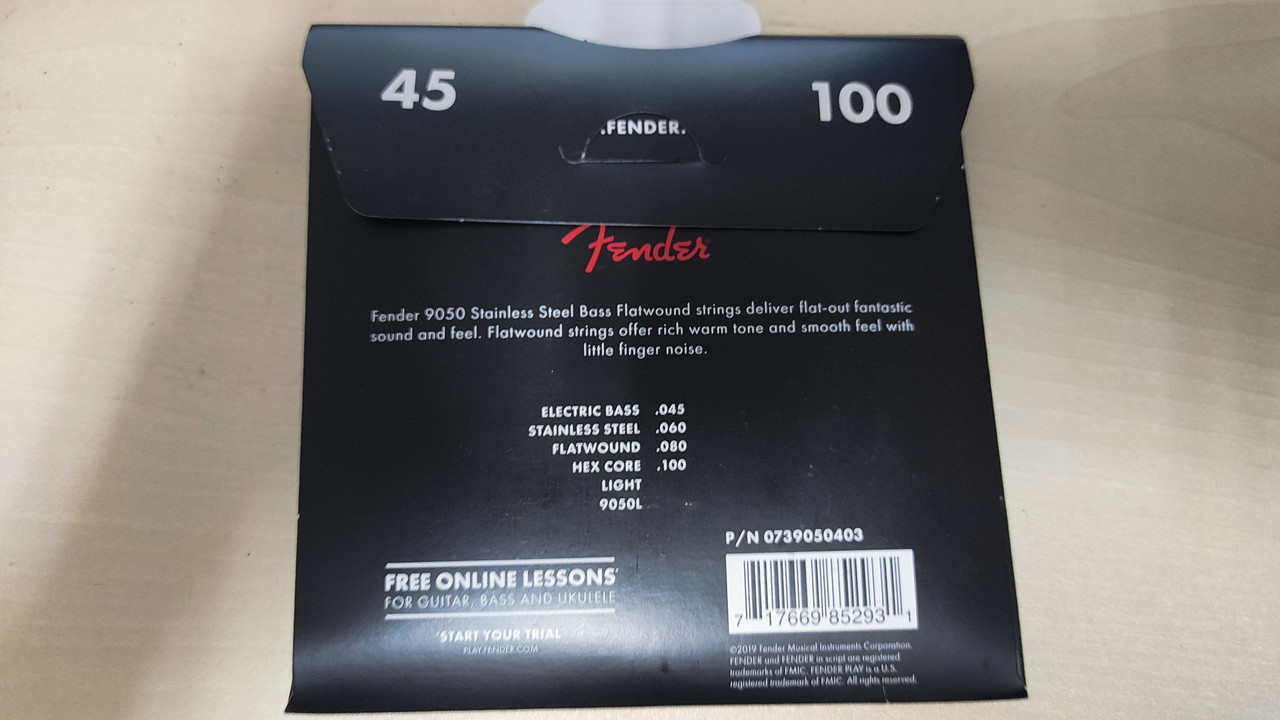 45
100
.FENDER.
Fender
Fender 9050 Stainless Steel Bass Flatwound strings deliver flat-out fantastic
sound and feel. Flatwound strings offer rich warm tone and smooth feel with
little finger noise.
ELECTRIC BASS .045
STAINLESS STEEL .060
FLATWOUND .080
HEX CORE .100
LIGHT
9050L
P/N 0739050403
FREE ONLINE LESSONS*
FOR GUITAR, BASS AND UKULELE
*START YOUR TRIAL
PLAY.FENDER.COM
7 17669 85293 1
©2019 Fender Musical Instruments Corporation.
FENDER and FENDER in script are registered
trademarks of FMIC. FENDER PLAY is a U.S.
registered trademark of FMIC. All rights reserved.